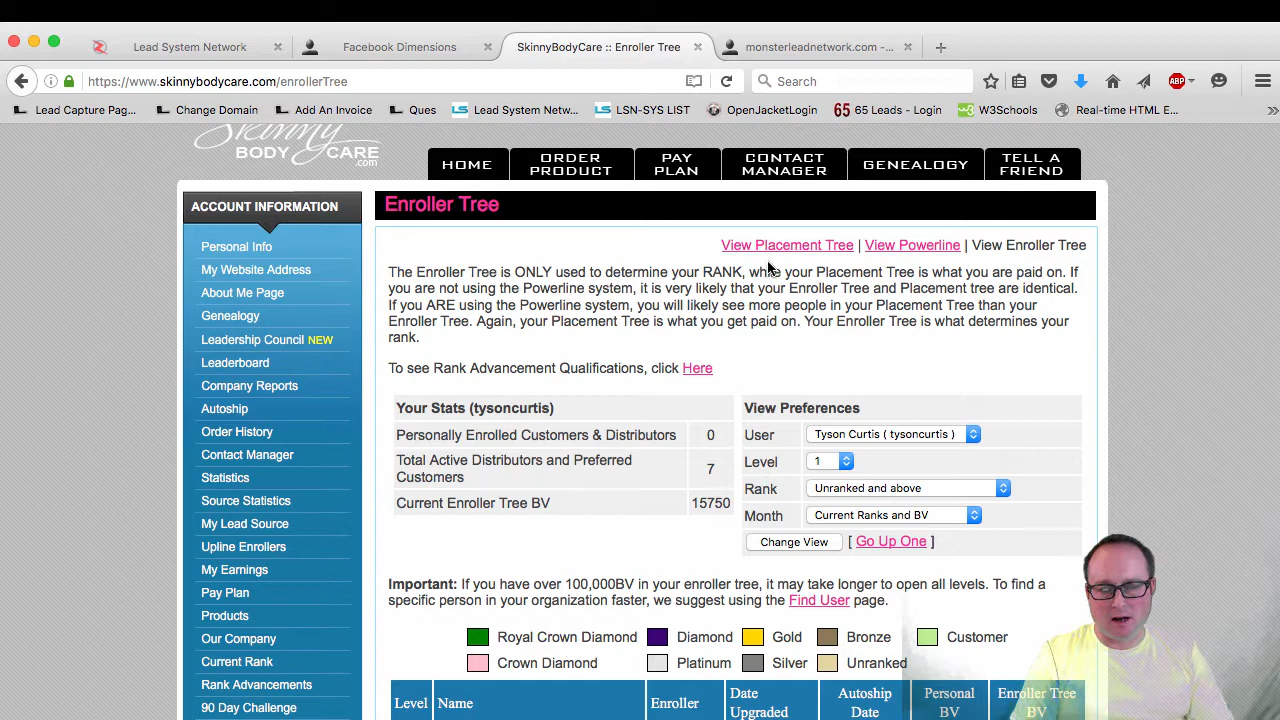 Lead System Network
Facebook Dimensions
SkinnyBodyCare :: Enroller Tree
monsterleadnetwork.com -...
https://www.skinnybodycare.com/enrollerTree
Search
ABP
Lead Capture Pag...
Change Domain
Add An Invoice
Ques
LS Lead System Netw...
LS LSN-SYS LIST
OpenJacketLogin
65 65 Leads - Login
W3Schools
Real-time HTML E...
Skinny
BODY CARE
.com
HOME
ORDER PRODUCT
PAY PLAN
CONTACT MANAGER
GENEALOGY
TELL A FRIEND
ACCOUNT INFORMATION
Personal Info
My Website Address
About Me Page
Genealogy
Leadership Council NEW
Leaderboard
Company Reports
Autoship
Order History
Contact Manager
Statistics
Source Statistics
My Lead Source
Upline Enrollers
My Earnings
Pay Plan
Products
Our Company
Current Rank
Rank Advancements
90 Day Challenge
Enroller Tree
View Placement Tree | View Powerline | View Enroller Tree
The Enroller Tree is ONLY used to determine your RANK, while your Placement Tree is what you are paid on. If
you are not using the Powerline system, it is very likely that your Enroller Tree and Placement tree are identical.
If you ARE using the Powerline system, you will likely see more people in your Placement Tree than your
Enroller Tree. Again, your Placement Tree is what you get paid on. Your Enroller Tree is what determines your
rank.
To see Rank Advancement Qualifications, click Here
Your Stats (tysoncurtis)
Personally Enrolled Customers & Distributors 0
Total Active Distributors and Preferred
Customers 7
Current Enroller Tree BV 15750
View Preferences
User Tyson Curtis ( tysoncurtis )
Level 1
Rank Unranked and above
Month Current Ranks and BV
Change View [ Go Up One ]
Important: If you have over 100,000BV in your enroller tree, it may take longer to open all levels. To find a
specific person in your organization faster, we suggest using the Find User page.
Royal Crown Diamond Diamond Gold Bronze Customer
Crown Diamond Platinum Silver Unranked
Level
Name
Enroller
Date Upgraded
Autoship Date
Personal BV
Enroller Tree BV